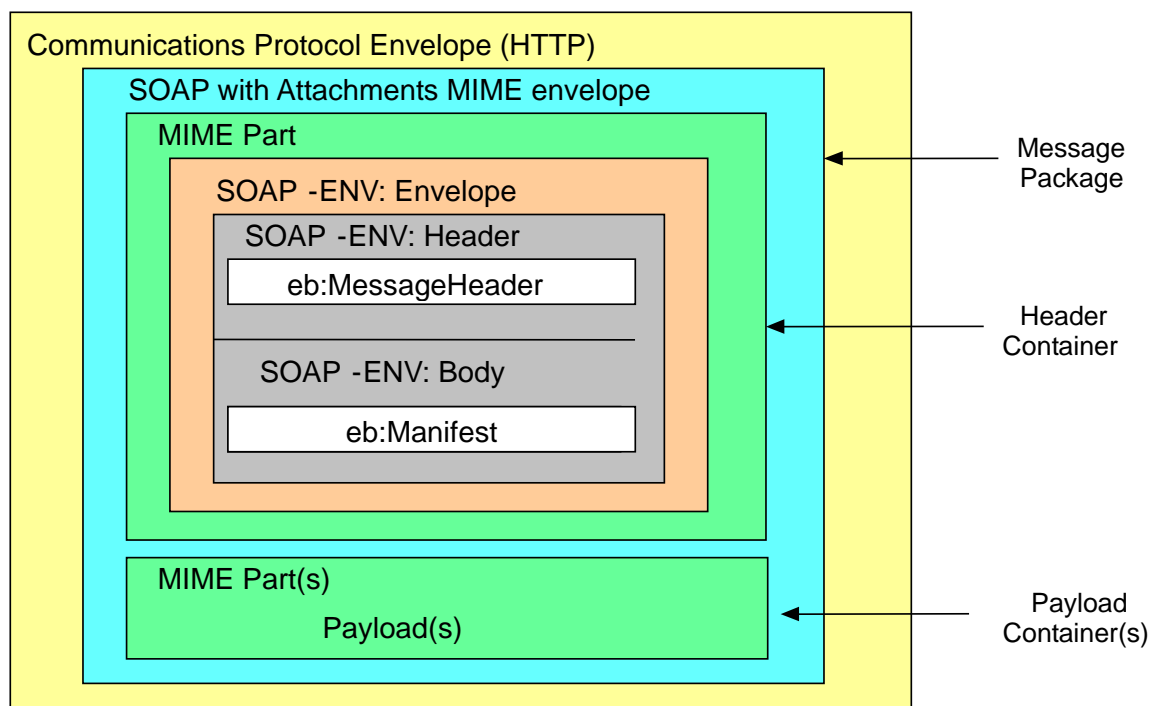 Communications Protocol Envelope (HTTP)
SOAP with Attachments MIME envelope
MIME Part
SOAP -ENV: Envelope
SOAP -ENV: Header
eb:MessageHeader
SOAP -ENV: Body
eb:Manifest
MIME Part(s)
Payload(s)
Message
Package
Header
Container
Payload
Container(s)